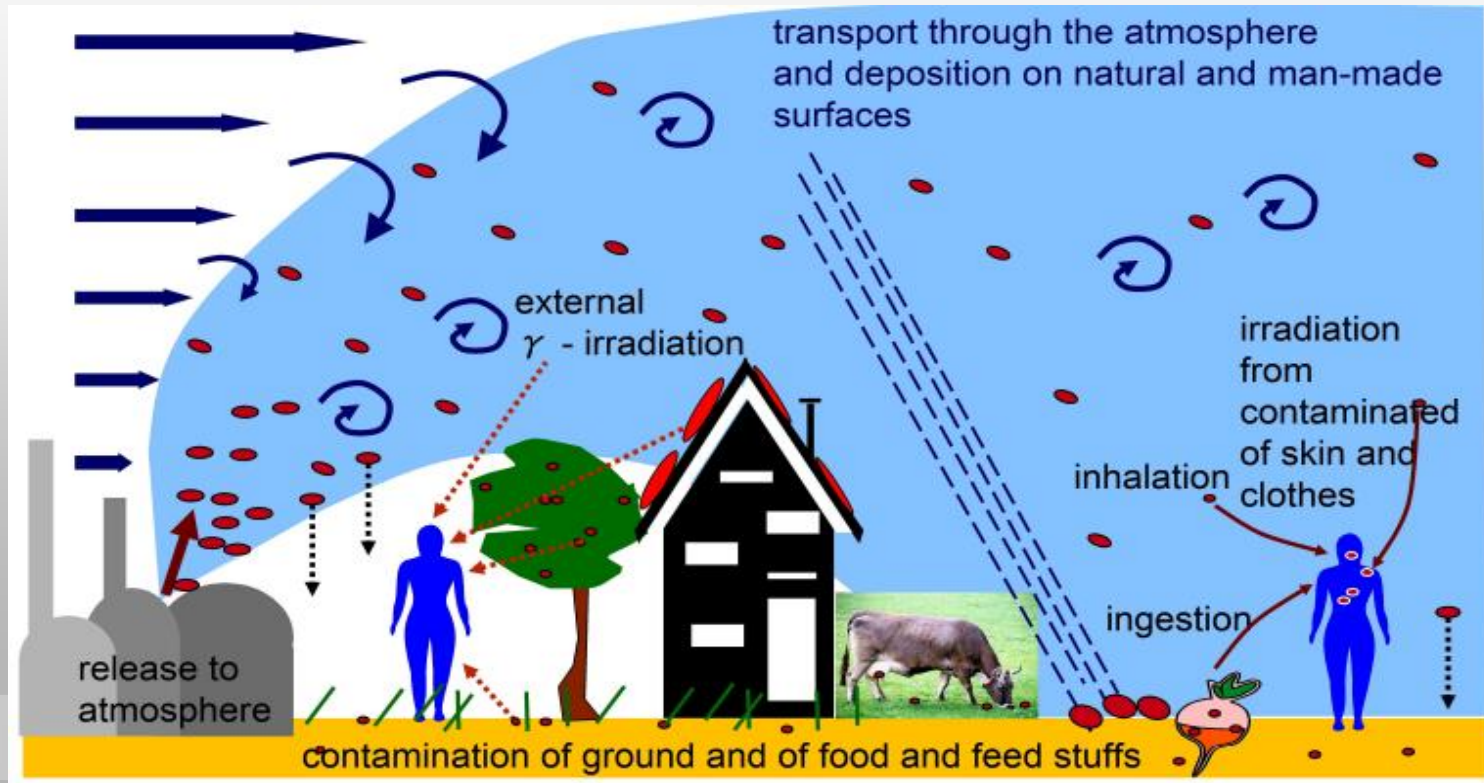 transport through the atmosphere
and deposition on natural and man-made
surfaces
external
γ - irradiation
irradiation
from
contaminated
of skin and
clothes
inhalation
ingestion
release to
atmosphere
contamination of ground and of food and feed stuffs